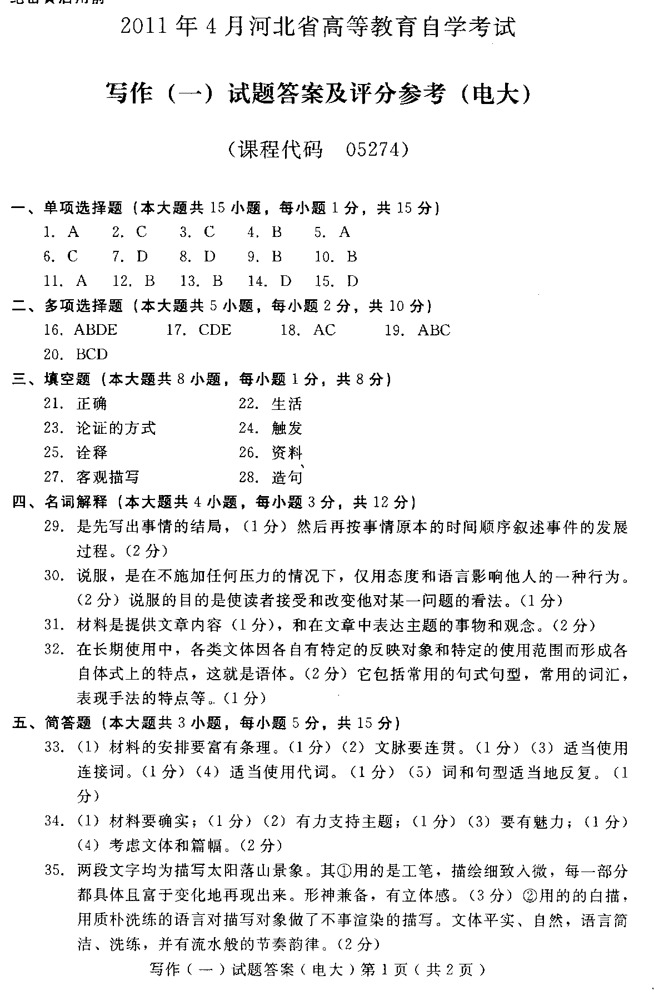 绝密★启用前
2011 年 4 月河北省高等教育自学考试
写作（一）试题答案及评分参考（电大）
（课程代码　05274）
一、单项选择题（本大题共 15 小题，每小题 1 分，共 15 分）
1. A　2. C　3. C　4. B　5. A
6. C　7. D　8. D　9. B　10. B
11. A　12. B　13. B　14. D　15. D
二、多项选择题（本大题共 5 小题，每小题 2 分，共 10 分）
16. ABDE　17. CDE　18. AC　19. ABC
20. BCD
三、填空题（本大题共 8 小题，每小题 1 分，共 8 分）
21. 正确　22. 生活
23. 论证的方式　24. 触发
25. 诠释　26. 资料
27. 客观描写　28. 造句
四、名词解释（本大题共 4 小题，每小题 3 分，共 12 分）
29. 是先写出事情的结局，（1 分）然后再按事情原本的时间顺序叙述事件的发展
过程。（2 分）
30. 说服，是在不施加任何压力的情况下，仅用态度和语言影响他人的一种行为。
（2 分）说服的目的是使读者接受和改变他对某一问题的看法。（1 分）
31. 材料是提供文章内容（1 分），和在文章中表达主题的事物和观念。（2 分）
32. 在长期使用中，各类文体因各自有特定的反映对象和特定的使用范围而形成各
自体式上的特点，这就是语体。（2 分）它包括常用的句式句型，常用的词汇，
表现手法的特点等。（1 分）
五、简答题（本大题共 3 小题，每小题 5 分，共 15 分）
33.（1）材料的安排要富有条理。（1 分）（2）文脉要连贯。（1 分）（3）适当使用
连接词。（1 分）（4）适当使用代词。（1 分）（5）词和句型适当地反复。（1
分）
34.（1）材料要确实；（1 分）（2）有力支持主题；（1 分）（3）要有魅力；（1 分）
（4）考虑文体和篇幅。（2 分）
35. 两段文字均为描写太阳落山景象。其①用的是工笔，描绘细致入微，每一部分
都具体且富于变化地再现出来。形神兼备，有立体感。（3 分）②用的的白描，
用质朴洗练的语言对描写对象做了不事渲染的描写。文体平实、自然，语言简
洁、洗练，并有流水般的节奏韵律。（2 分）
写作（一）试题答案（电大）第 1 页（共 2 页）